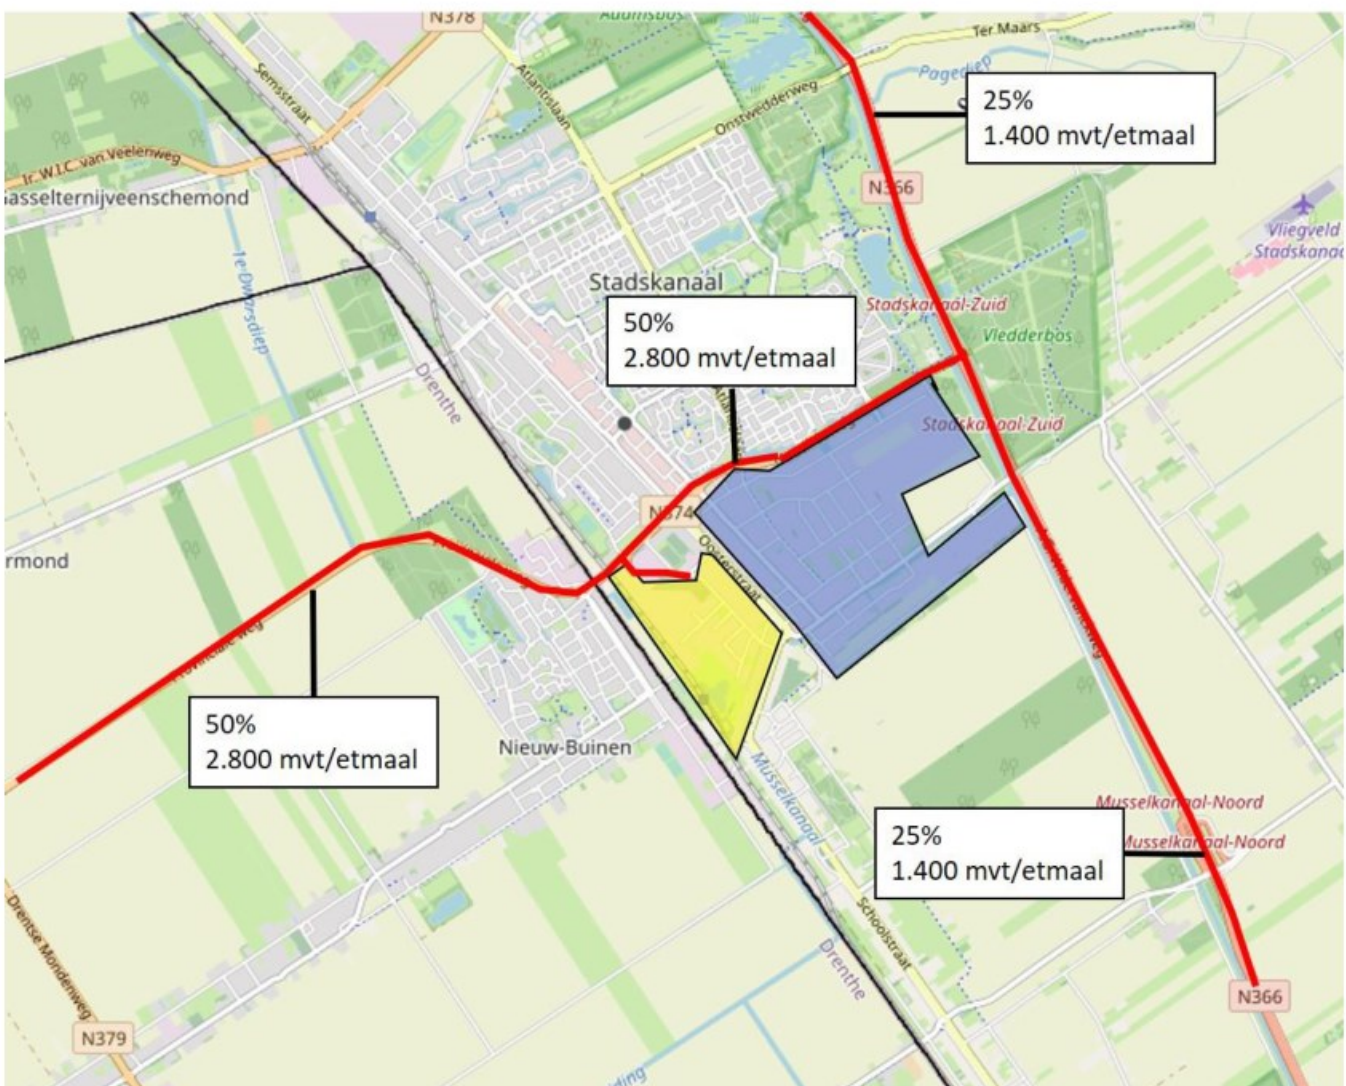 N378
Ter Maars
Pagediep
Semsstraat
Atlantislaan
Onstwedderweg
25%
1.400 mvt/etmaal
Ir. W.I.C. van Veelenweg
N366
asselternijveenschemond
Vliegveld
Stadskanaa
1e Dwarsdiep
Stadskanaal
Stadskanaal-Zuid
50%
2.800 mvt/etmaal
Vledderbos
Drenthe
Stadskanaal-Zuid
N374
Oosterstraat
rmond
Provincialeweg
50%
2.800 mvt/etmaal
Nieuw-Buinen
Musselkanaal
Musselkanaal-Noord
Musselkanaal-Noord
25%
1.400 mvt/etmaal
Schoolstraat
Drentse Mondenweg
Drenthe
N366
N379